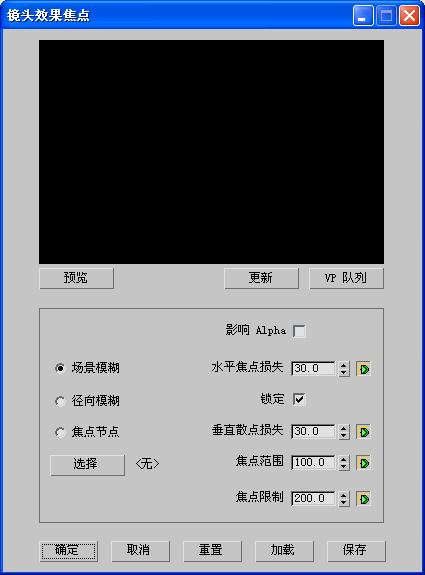 镜头效果焦点
预览 更新 VP 队列
影响 Alpha
场景模糊 水平焦点损失 30.0
径向模糊 锁定
焦点节点 垂直散点损失 30.0
选择 <无> 焦点范围 100.0
焦点限制 200.0
确定 取消 重置 加载 保存